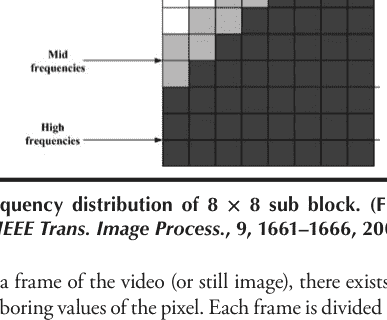 Mid
frequencies
High
frequencies
quency distribution of 8 × 8 sub block. (F
IEEE Trans. Image Process., 9, 1661–1666, 200
a frame of the video (or still image), there exists
boring values of the pixel. Each frame is divided